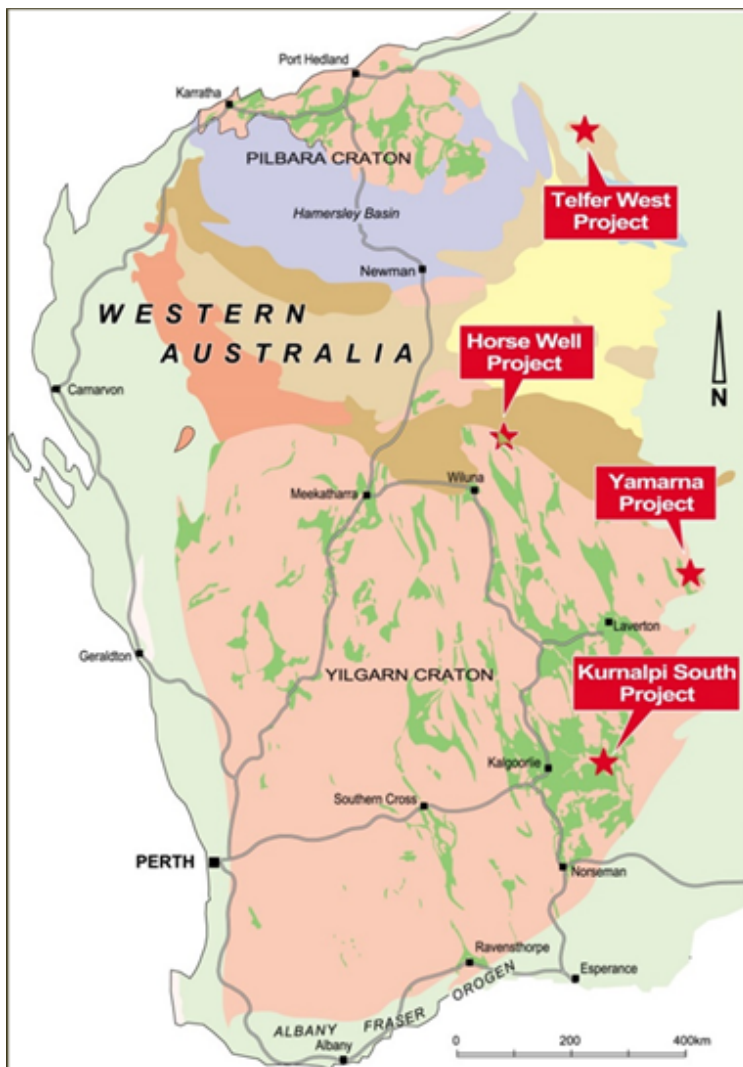 Port Hedland
Karratha
PILBARA CRATON
Telfer West
Project
Hamersley Basin
Newman
WESTERN
AUSTRALIA
Horse Well
Project
N
Carnarvon
Meekatharra
Wiluna
Yamarna
Project
Laverton
Geraldton
YILGARN CRATON
Kurnalpi South
Project
Kalgoorlie
Southern Cross
PERTH
Norseman
Ravensthorpe
Esperance
ALBANY FRASER OROGEN
Albany
0 200 400km